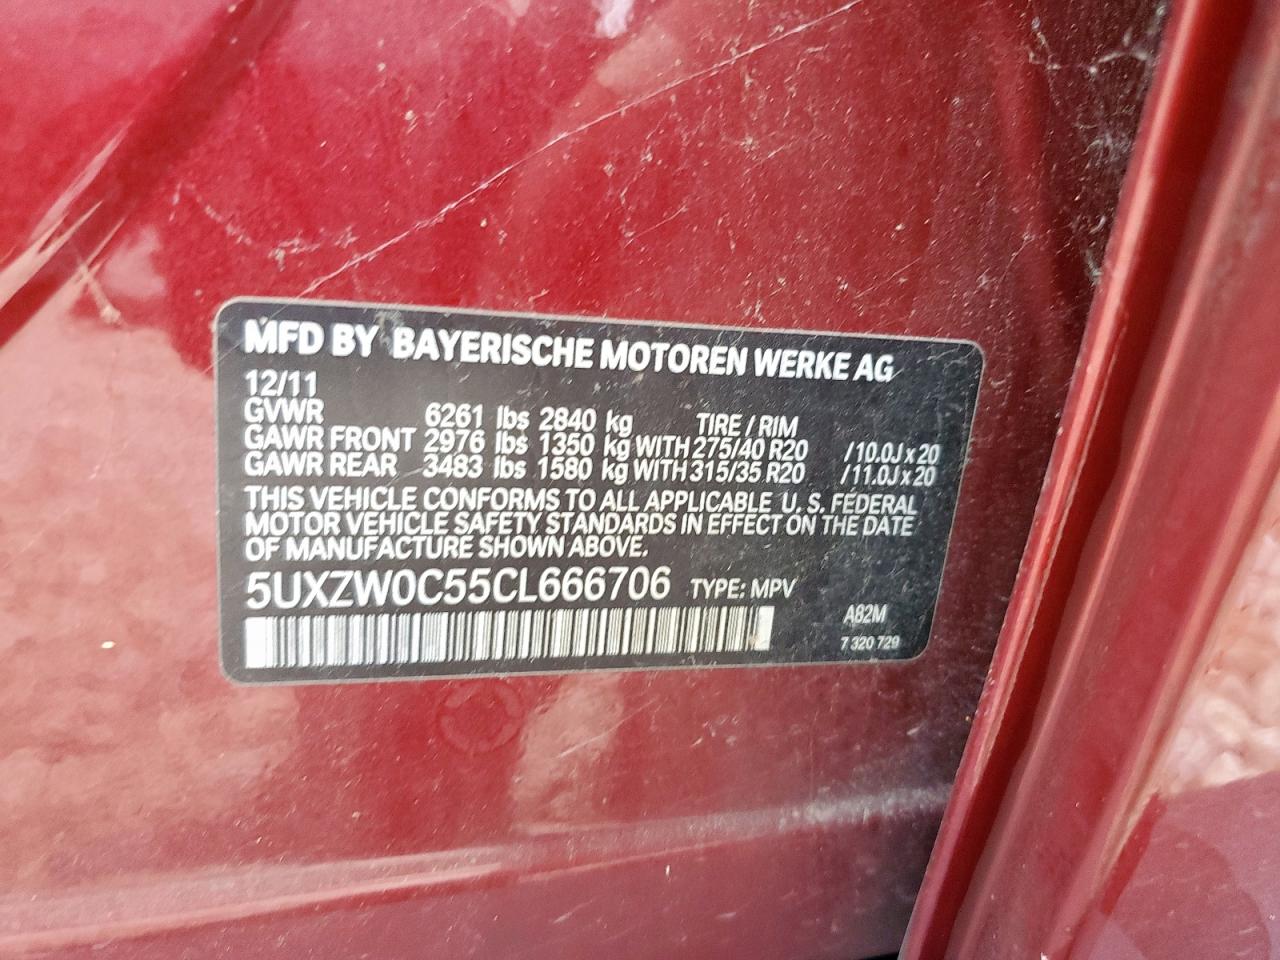 MFD BY BAYERISCHE MOTOREN WERKE AG
12/11
GVWR 6261 lbs 2840 kg TIRE / RIM
GAWR FRONT 2976 lbs 1350 kg WITH 275/40 R20 /10.0J x 20
GAWR REAR 3483 lbs 1580 kg WITH 315/35 R20 /11.0J x 20
THIS VEHICLE CONFORMS TO ALL APPLICABLE U. S. FEDERAL
MOTOR VEHICLE SAFETY STANDARDS IN EFFECT ON THE DATE
OF MANUFACTURE SHOWN ABOVE.
5UXZW0C55CL666706 TYPE: MPV
A82M
7 320 729